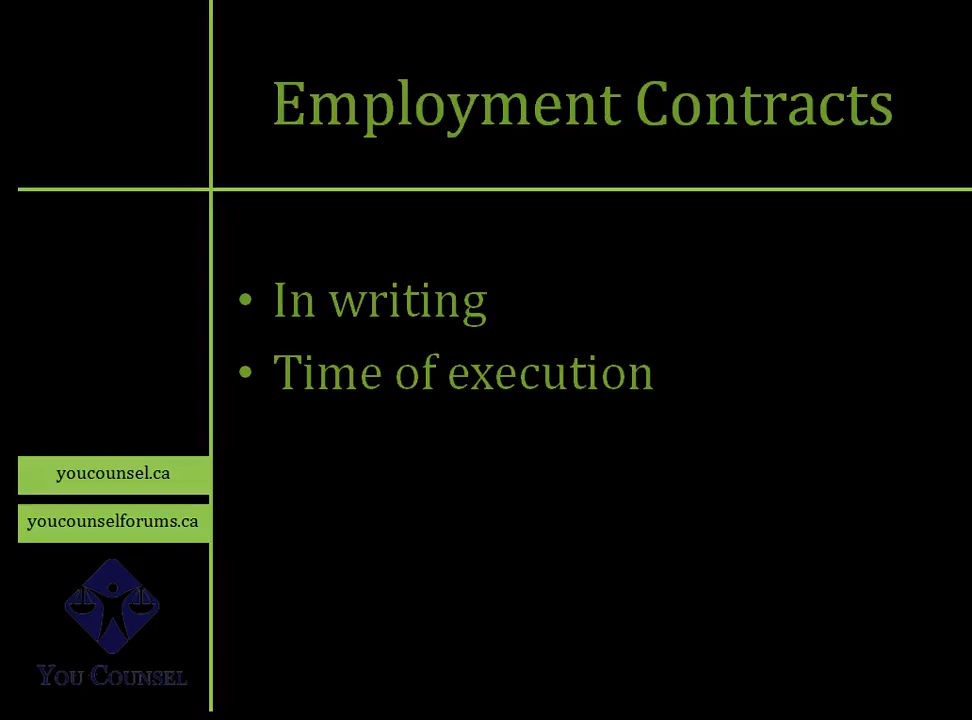 Employment Contracts
• In writing
• Time of execution
youcounsel.ca
youcounselforums.ca
YOU COUNSEL